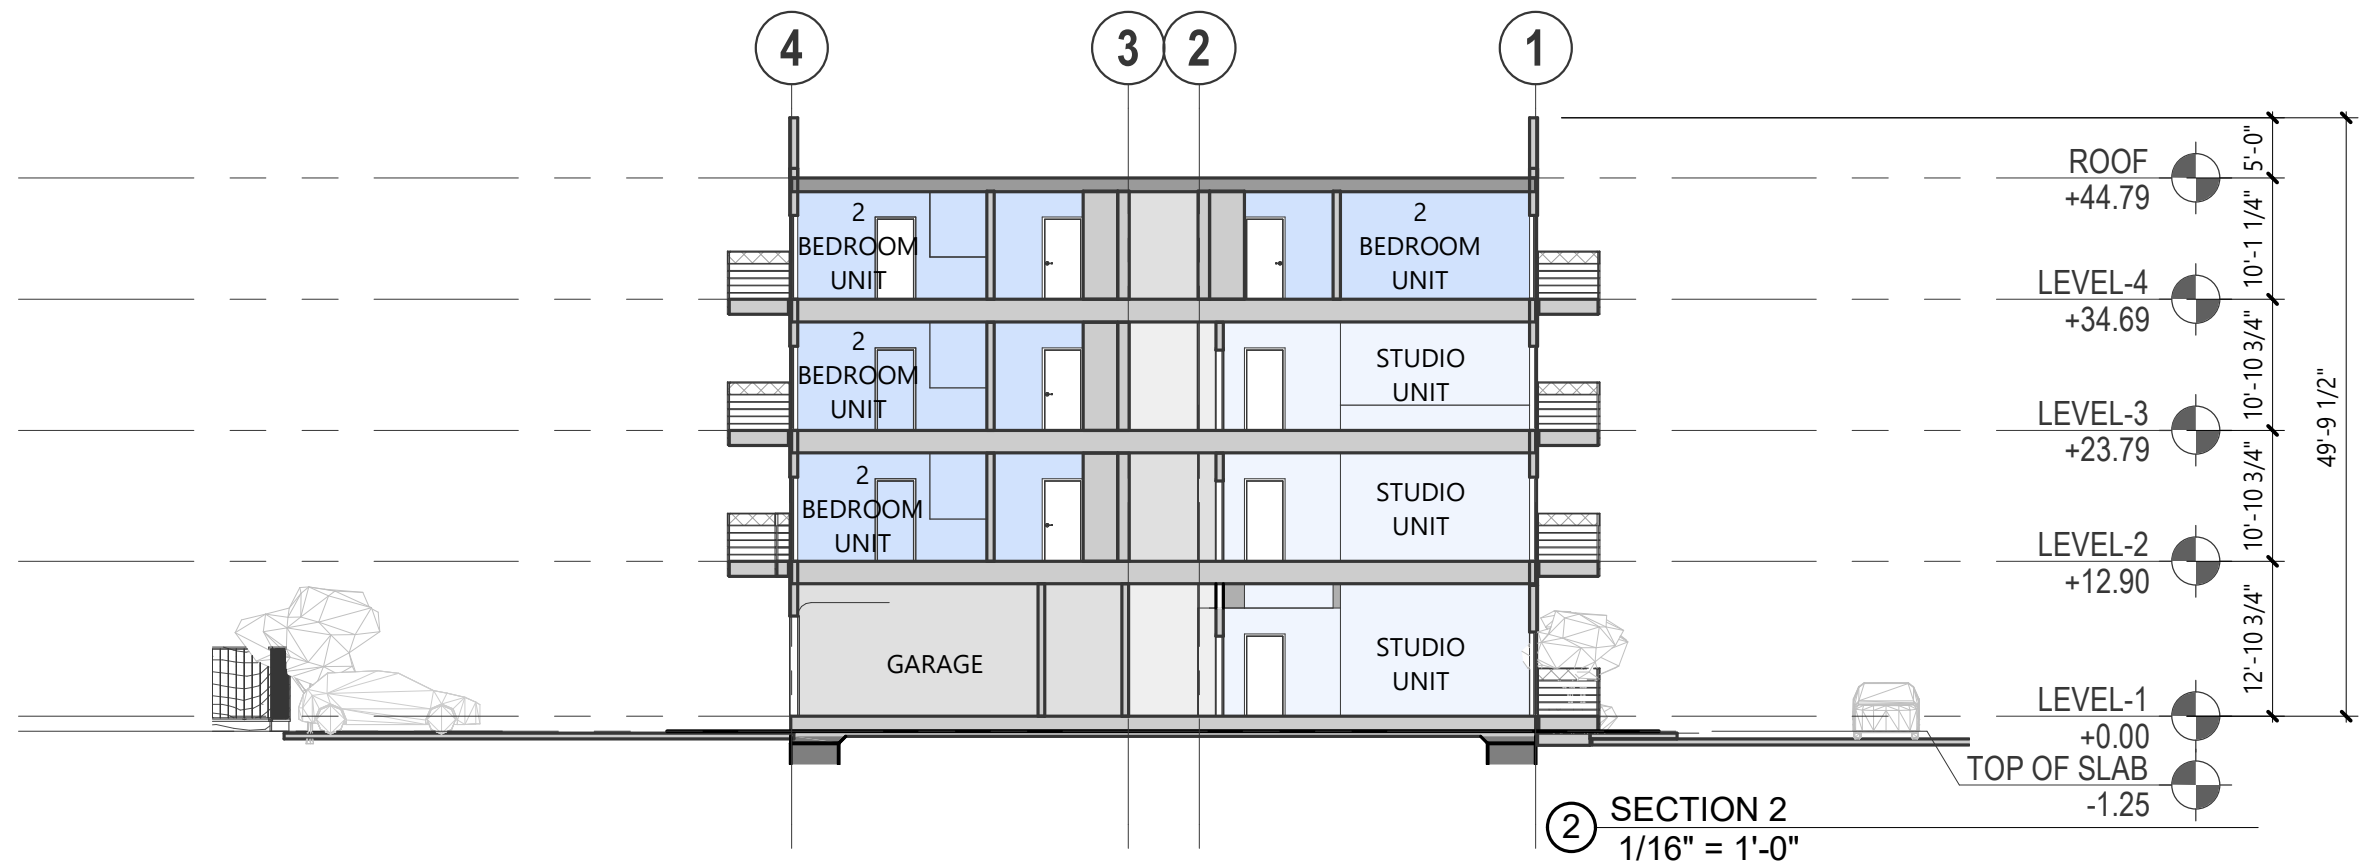 4 3 2 1
ROOF
+44.79
5'-0"
10'-1 1/4"
LEVEL-4
+34.69
10'-10 3/4"
LEVEL-3
+23.79
10'-10 3/4"
LEVEL-2
+12.90
12'-10 3/4"
LEVEL-1
+0.00
TOP OF SLAB
-1.25
49'-9 1/2"
2
BEDROOM
UNIT
2
BEDROOM
UNIT
2
BEDROOM
UNIT
STUDIO
UNIT
2
BEDROOM
UNIT
STUDIO
UNIT
GARAGE
STUDIO
UNIT
2
SECTION 2
1/16" = 1'-0"